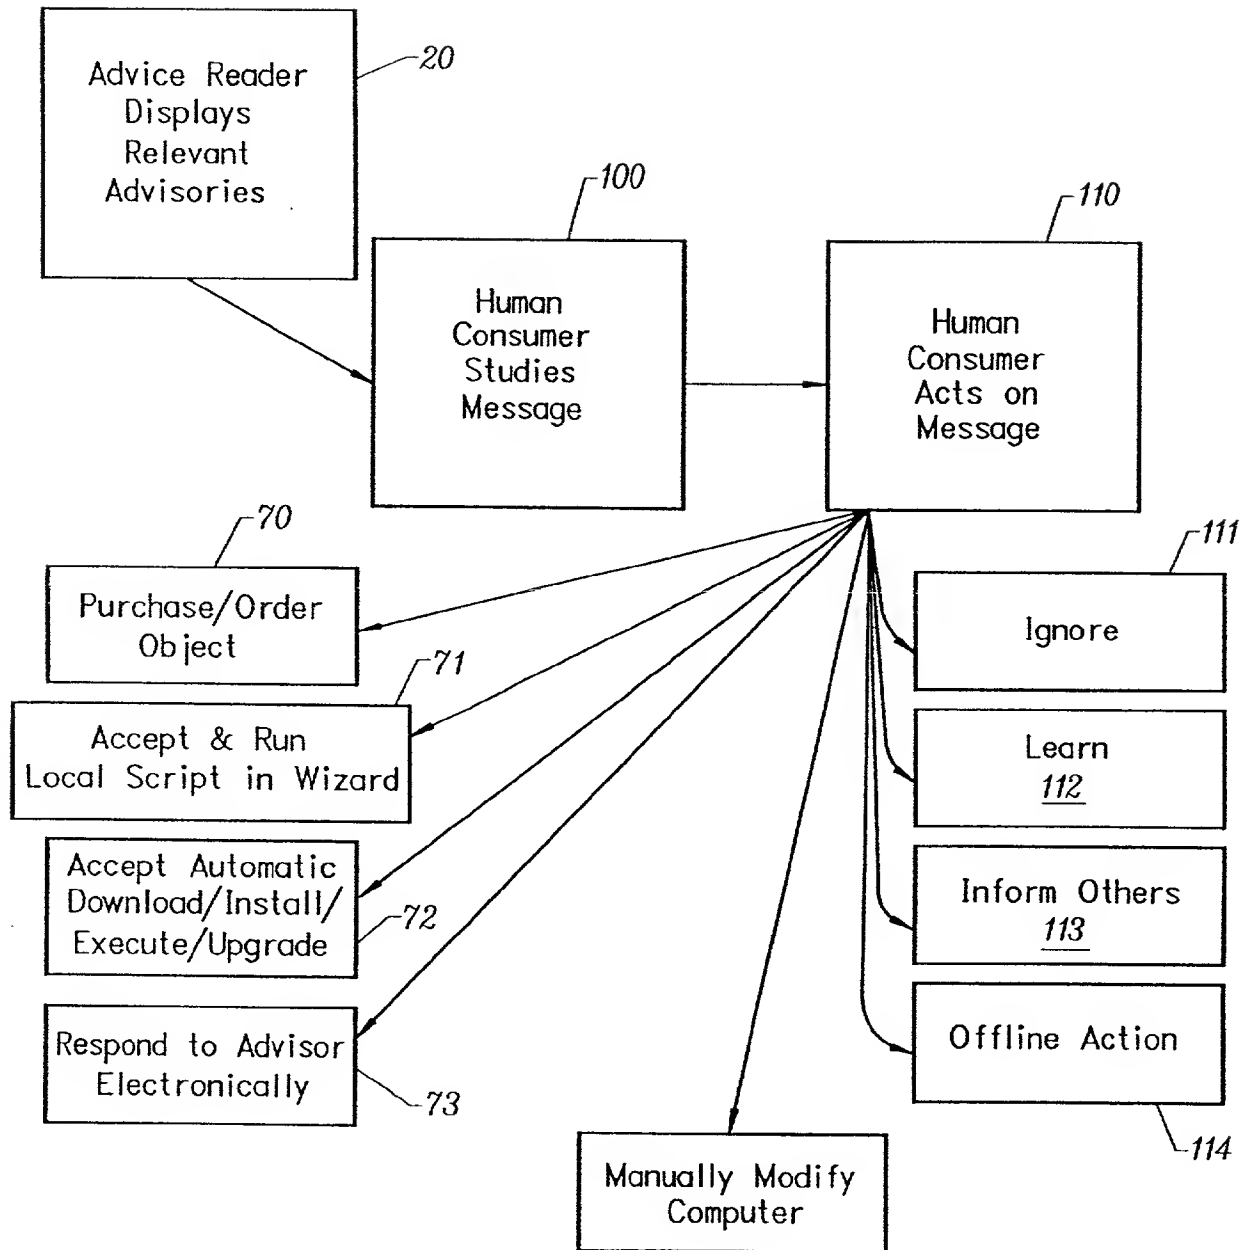 Advice Reader
Displays
Relevant
Advisories
20
Human
Consumer
Studies
Message
100
Human
Consumer
Acts on
Message
110
70
Purchase/Order
Object
71
Accept & Run
Local Script in Wizard
Accept Automatic
Download/Install/
Execute/Upgrade
72
Respond to Advisor
Electronically
73
Manually Modify
Computer
111
Ignore
Learn
112
Inform Others
113
Offline Action
114